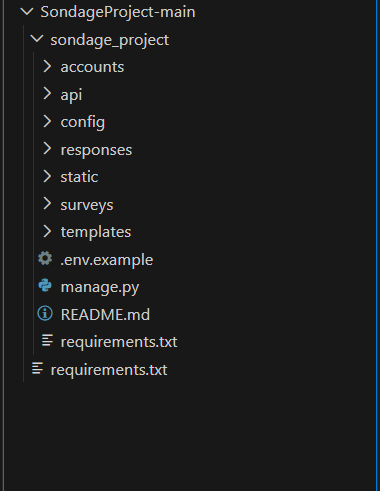 SondageProject-main
sondage_project
accounts
api
config
responses
static
surveys
templates
.env.example
manage.py
README.md
requirements.txt
requirements.txt